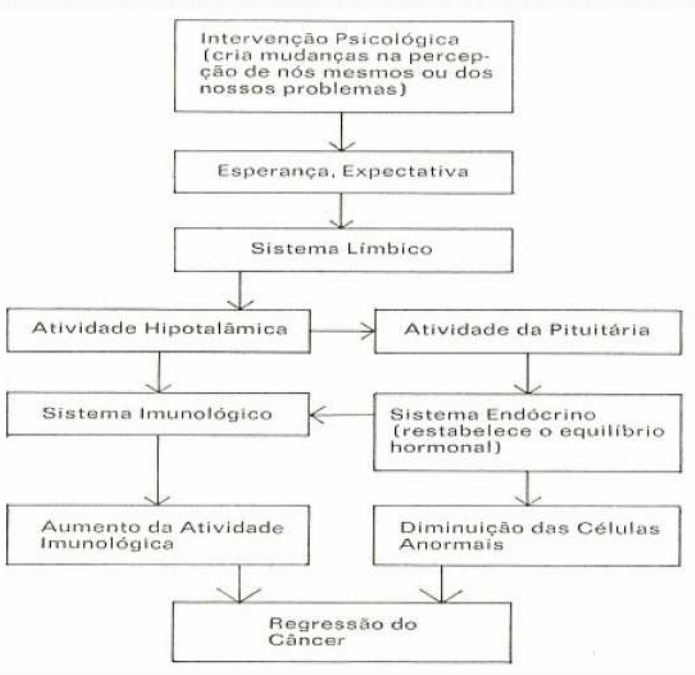 Intervenção Psicológica
(cria mudanças na percep-
ção de nós mesmos ou dos
nossos problemas)
Esperança, Expectativa
Sistema Límbico
Atividade Hipotalâmica
Atividade da Pituitária
Sistema Imunológico
Sistema Endócrino
(restabelece o equilíbrio
hormonal)
Aumento da Atividade
Imunológica
Diminuição das Células
Anormais
Regressão do
Câncer